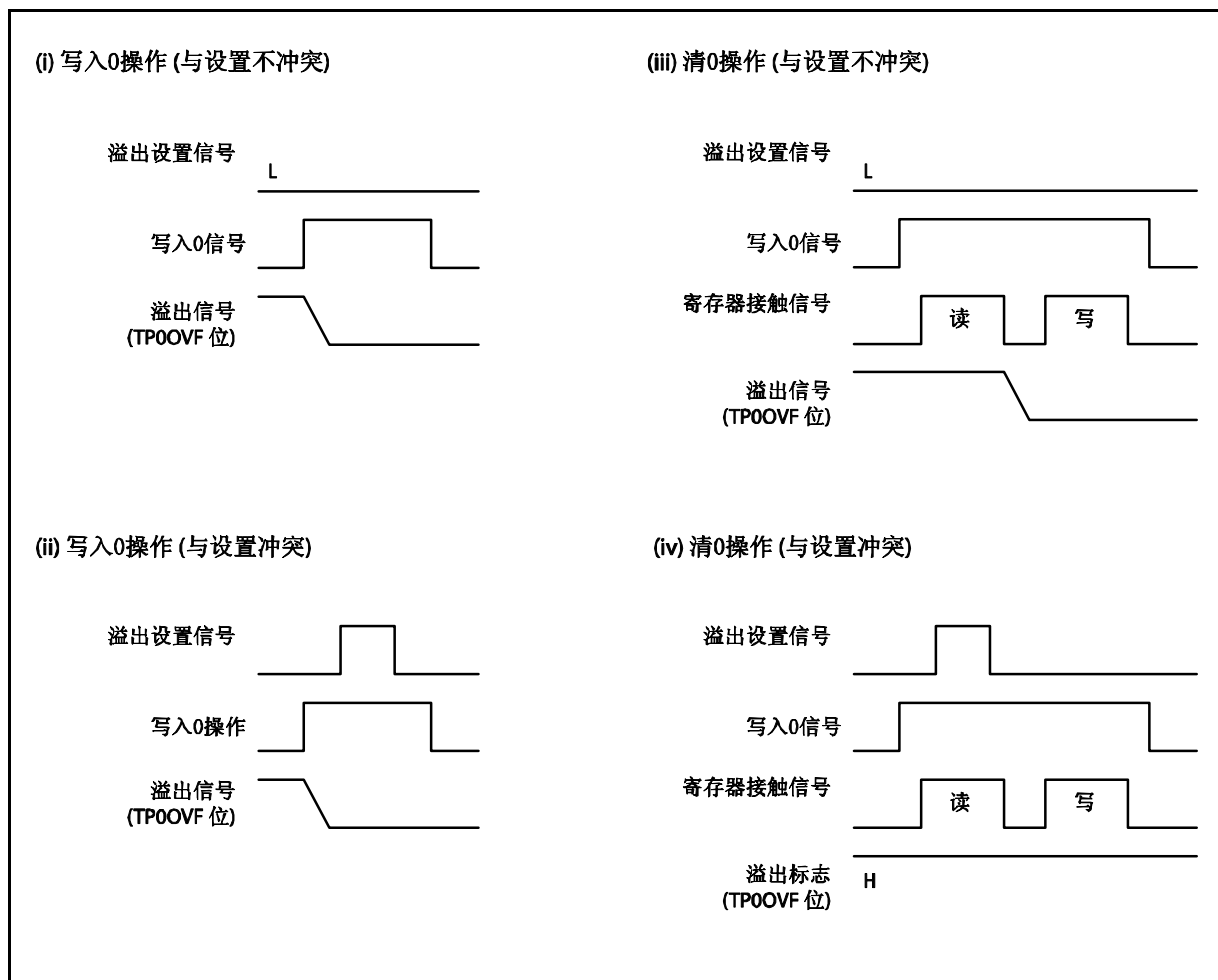 (i) 写入0操作 (与设置不冲突)
溢出设置信号
L
写入0信号
溢出信号
(TP0OVF 位)
(iii) 清0操作 (与设置不冲突)
溢出设置信号
L
写入0信号
寄存器接触信号
读
写
溢出信号
(TP0OVF 位)
(ii) 写入0操作 (与设置冲突)
溢出设置信号
写入0操作
溢出信号
(TP0OVF 位)
(iv) 清0操作 (与设置冲突)
溢出设置信号
写入0信号
寄存器接触信号
读
写
溢出标志
(TP0OVF 位)
H